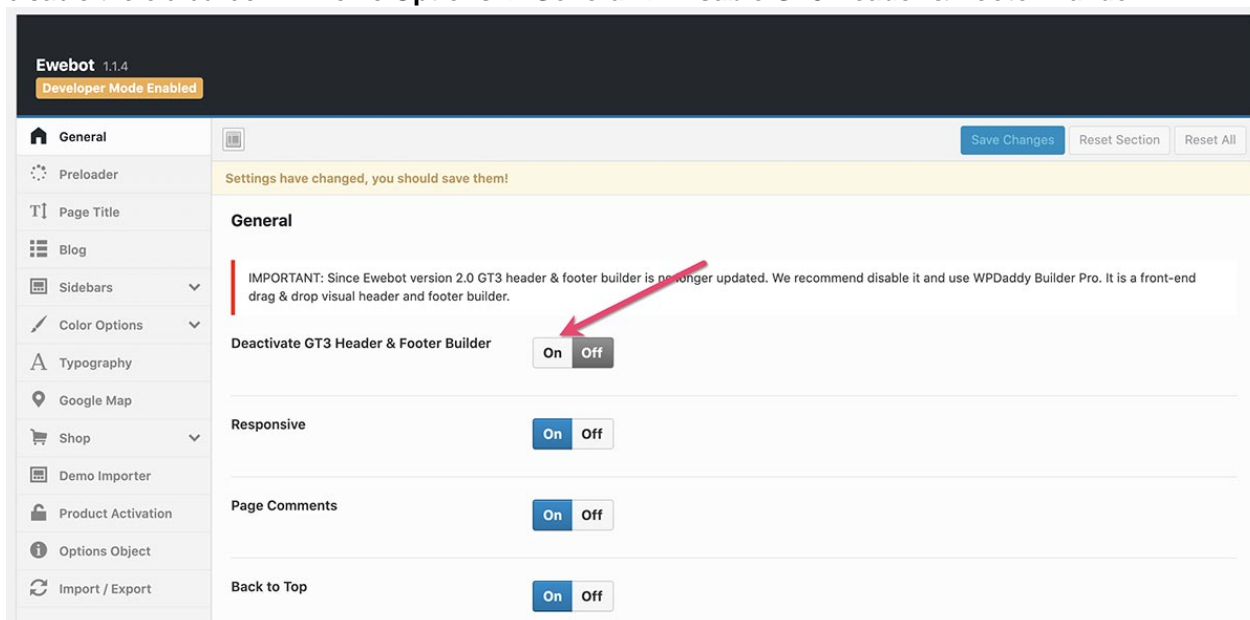 Ewebot 1.1.4
Developer Mode Enabled
General
Save Changes Reset Section Reset All
Preloader
Settings have changed, you should save them!
Page Title
General
Blog
IMPORTANT: Since Ewebot version 2.0 GT3 header & footer builder is no longer updated. We recommend disable it and use WPDaddy Builder Pro. It is a front-end
drag & drop visual header and footer builder.
Sidebars
Color Options
Deactivate GT3 Header & Footer Builder On Off
Typography
Google Map
Responsive On Off
Shop
Demo Importer
Page Comments On Off
Product Activation
Options Object
Back to Top On Off
Import / Export